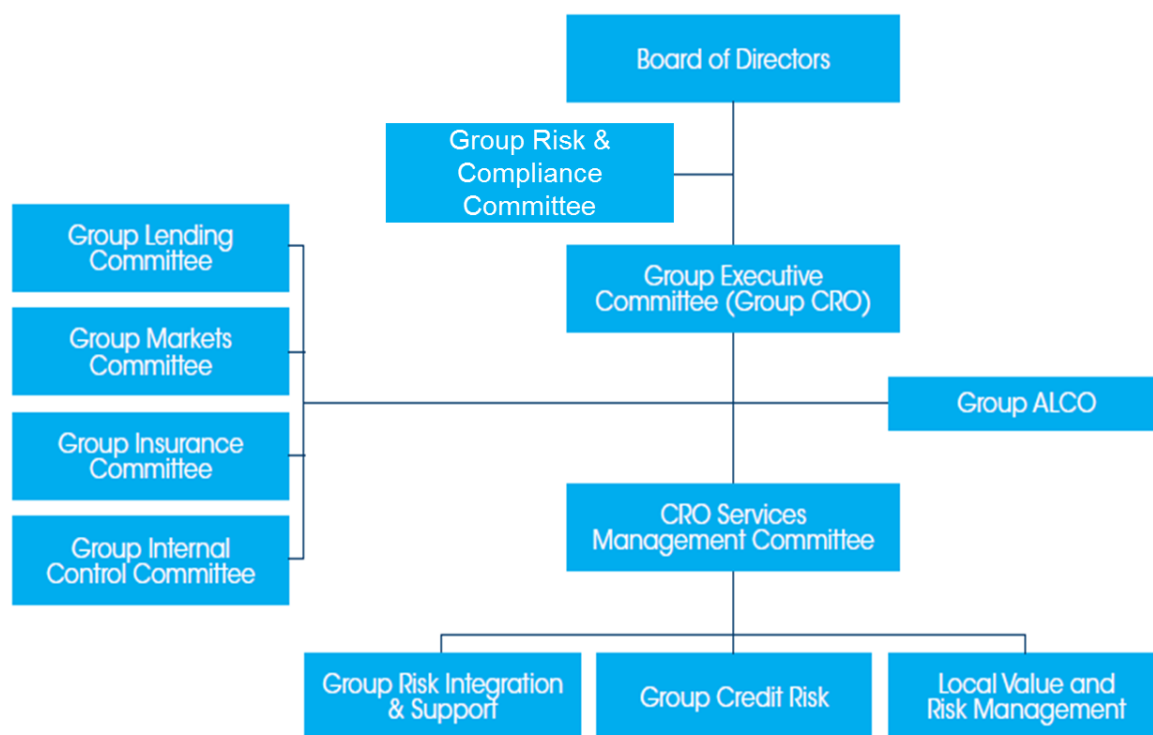 Board of Directors
Group Risk &
Compliance
Committee
Group Lending
Committee
Group Executive
Committee (Group CRO)
Group Markets
Committee
Group ALCO
Group Insurance
Committee
CRO Services
Management Committee
Group Internal
Control Committee
Group Risk Integration
& Support
Group Credit Risk
Local Value and
Risk Management